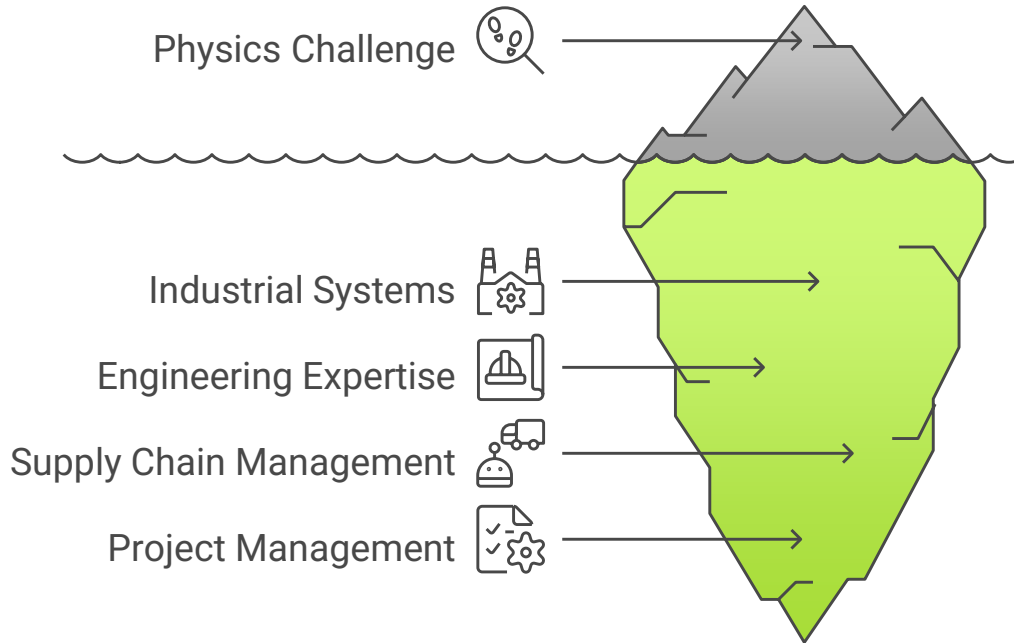 Physics Challenge
Industrial Systems
Engineering Expertise
Supply Chain Management
Project Management